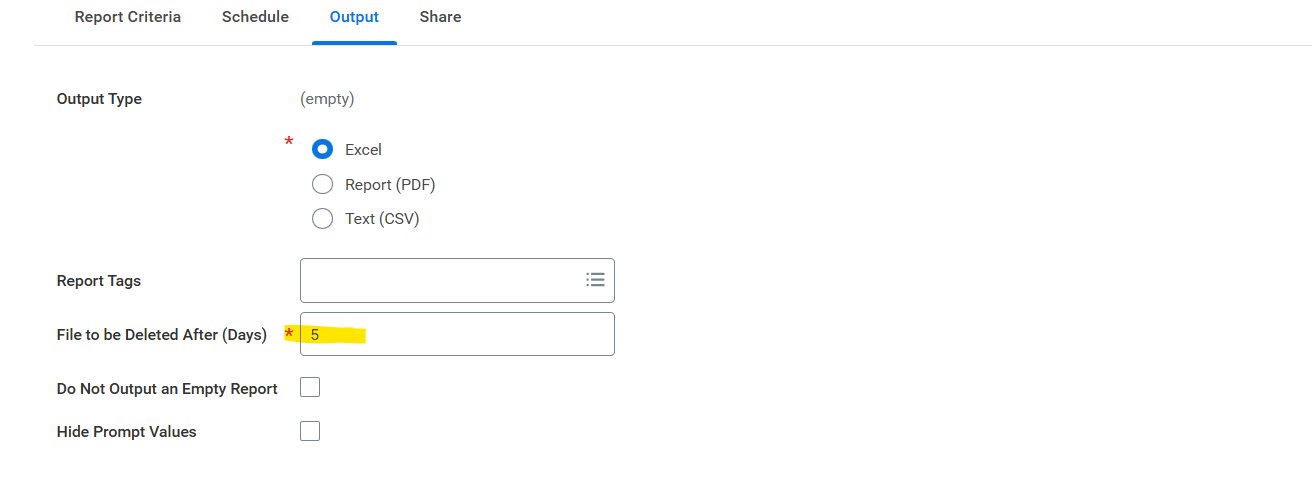 Report Criteria Schedule Output Share
Output Type (empty)
* Excel
Report (PDF)
Text (CSV)
Report Tags
File to be Deleted After (Days) * 5
Do Not Output an Empty Report
Hide Prompt Values